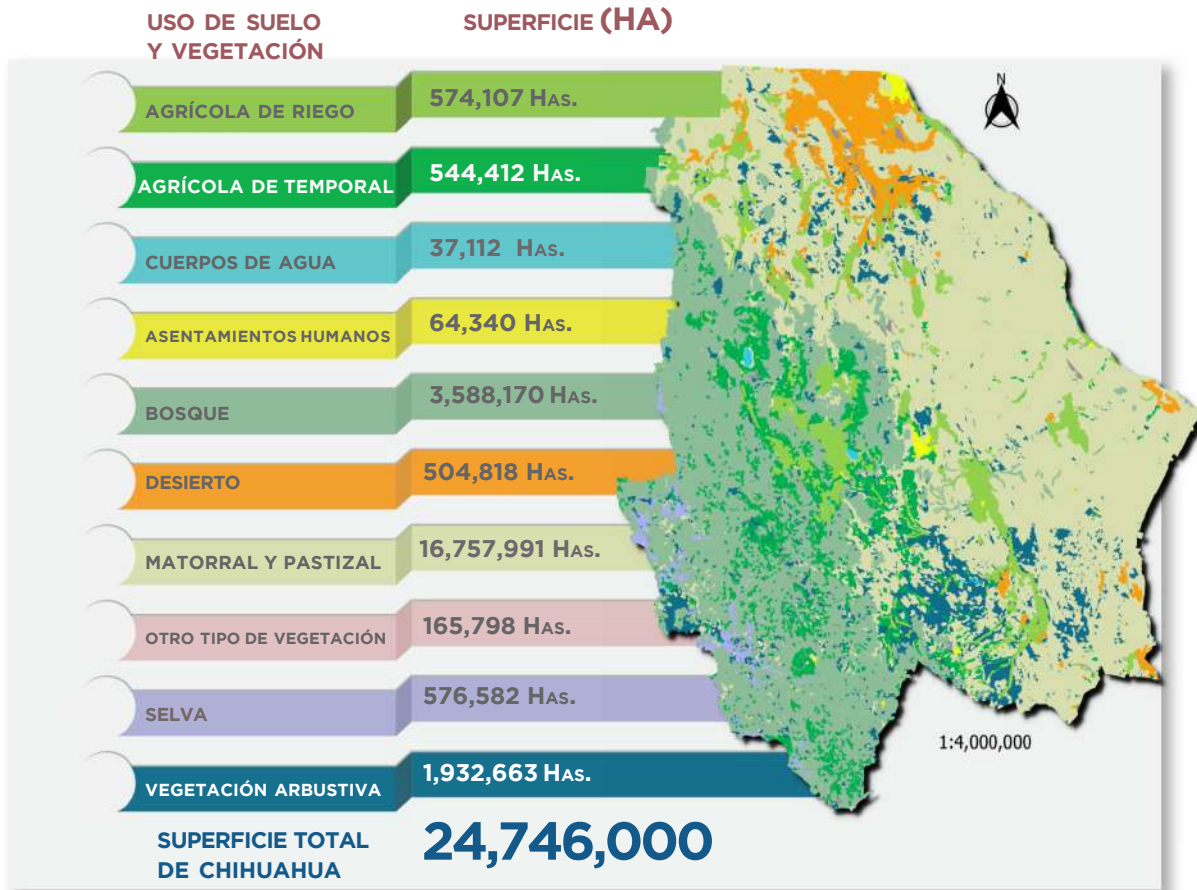 USO DE SUELO
Y VEGETACIÓN
SUPERFICIE (HA)
AGRÍCOLA DE RIEGO
574,107 HAS.
AGRÍCOLA DE TEMPORAL
544,412 HAS.
CUERPOS DE AGUA
37,112 HAS.
ASENTAMIENTOS HUMANOS
64,340 HAS.
BOSQUE
3,588,170 HAS.
DESIERTO
504,818 HAS.
MATORRAL Y PASTIZAL
16,757,991 HAS.
OTRO TIPO DE VEGETACIÓN
165,798 HAS.
SELVA
576,582 HAS.
VEGETACIÓN ARBUSTIVA
1,932,663 HAS.
SUPERFICIE TOTAL
DE CHIHUAHUA
24,746,000
N
1:4,000,000